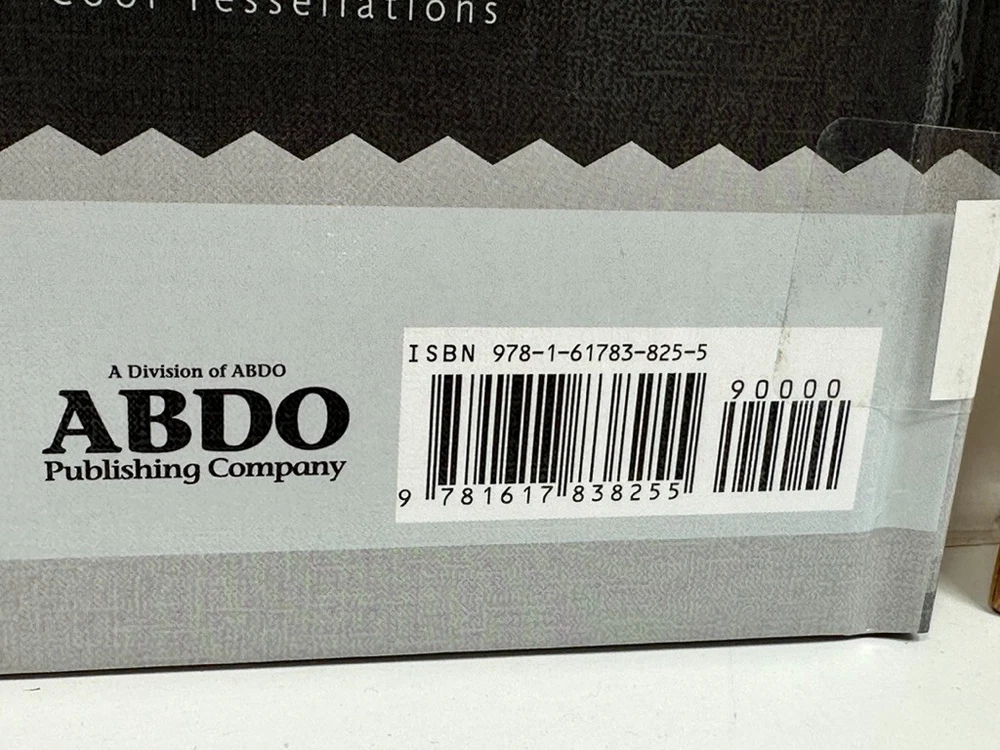 Cool Tessellations
A Division of ABDO
ABDO
Publishing Company
ISBN 978-1-61783-825-5
90000
9 781617 838255